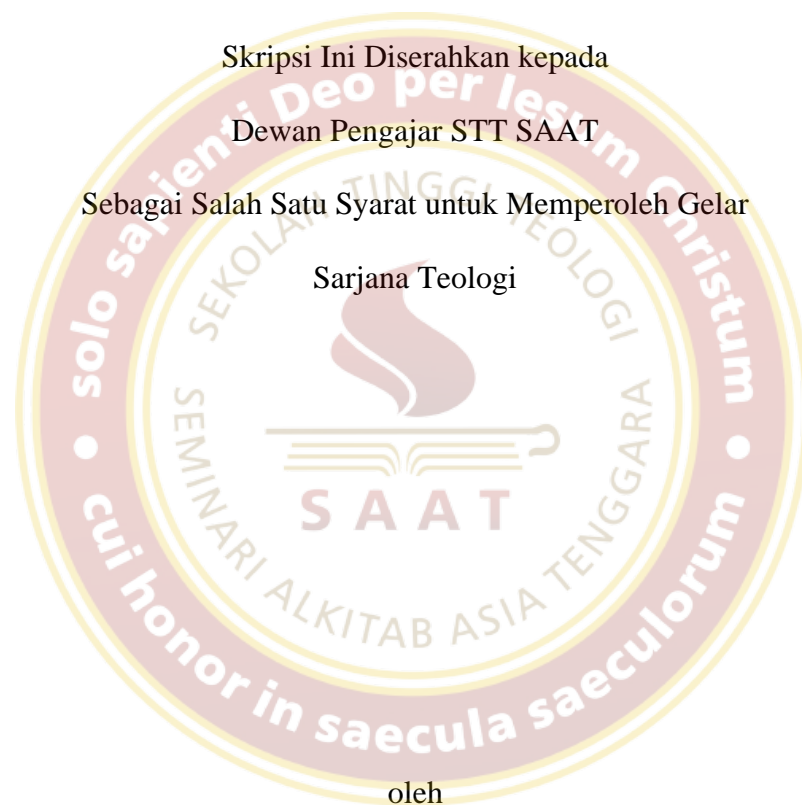 Skripsi Ini Diserahkan kepada
Dewan Pengajar STT SAAT
Sebagai Salah Satu Syarat untuk Memperoleh Gelar
Sarjana Teologi
oleh
solo sapienti Deo per Iesum Christum
cui honor in saecula saeculorum
SEKOLAH TINGGI TEOLOGI
SEMINARI ALKITAB ASIA TENGGARA
SAAT